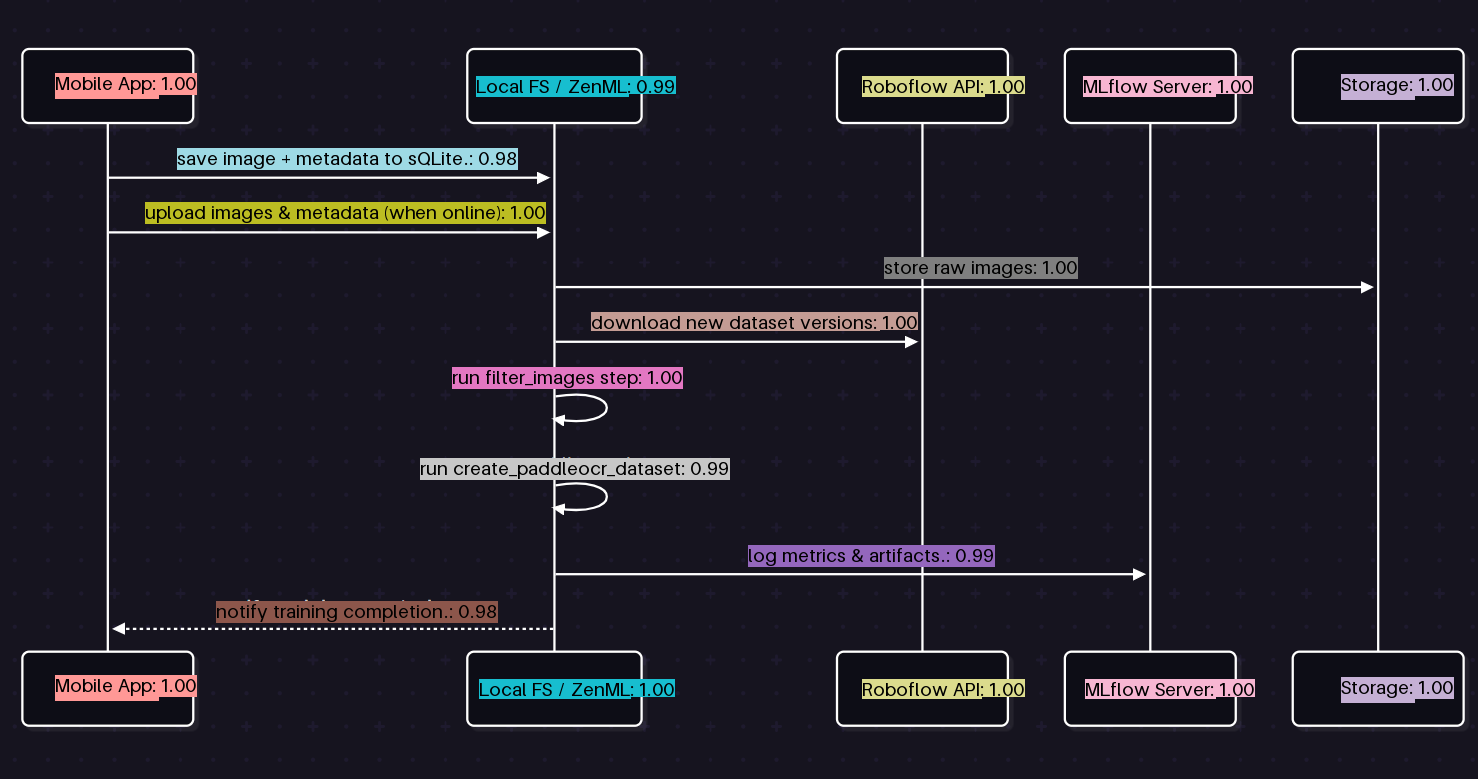 Mobile App: 1.00
Local FS / ZenML: 0.99
Roboflow API: 1.00
MLflow Server: 1.00
Storage: 1.00
save image + metadata to sQLite.: 0.98
upload images & metadata (when online): 1.00
store raw images: 1.00
download new dataset versions: 1.00
run filter_images step: 1.00
run create_paddleocr_dataset: 0.99
log metrics & artifacts.: 0.99
notify training completion.: 0.98
Mobile App: 1.00
Local FS / ZenML: 1.00
Roboflow API: 1.00
MLflow Server: 1.00
Storage: 1.00